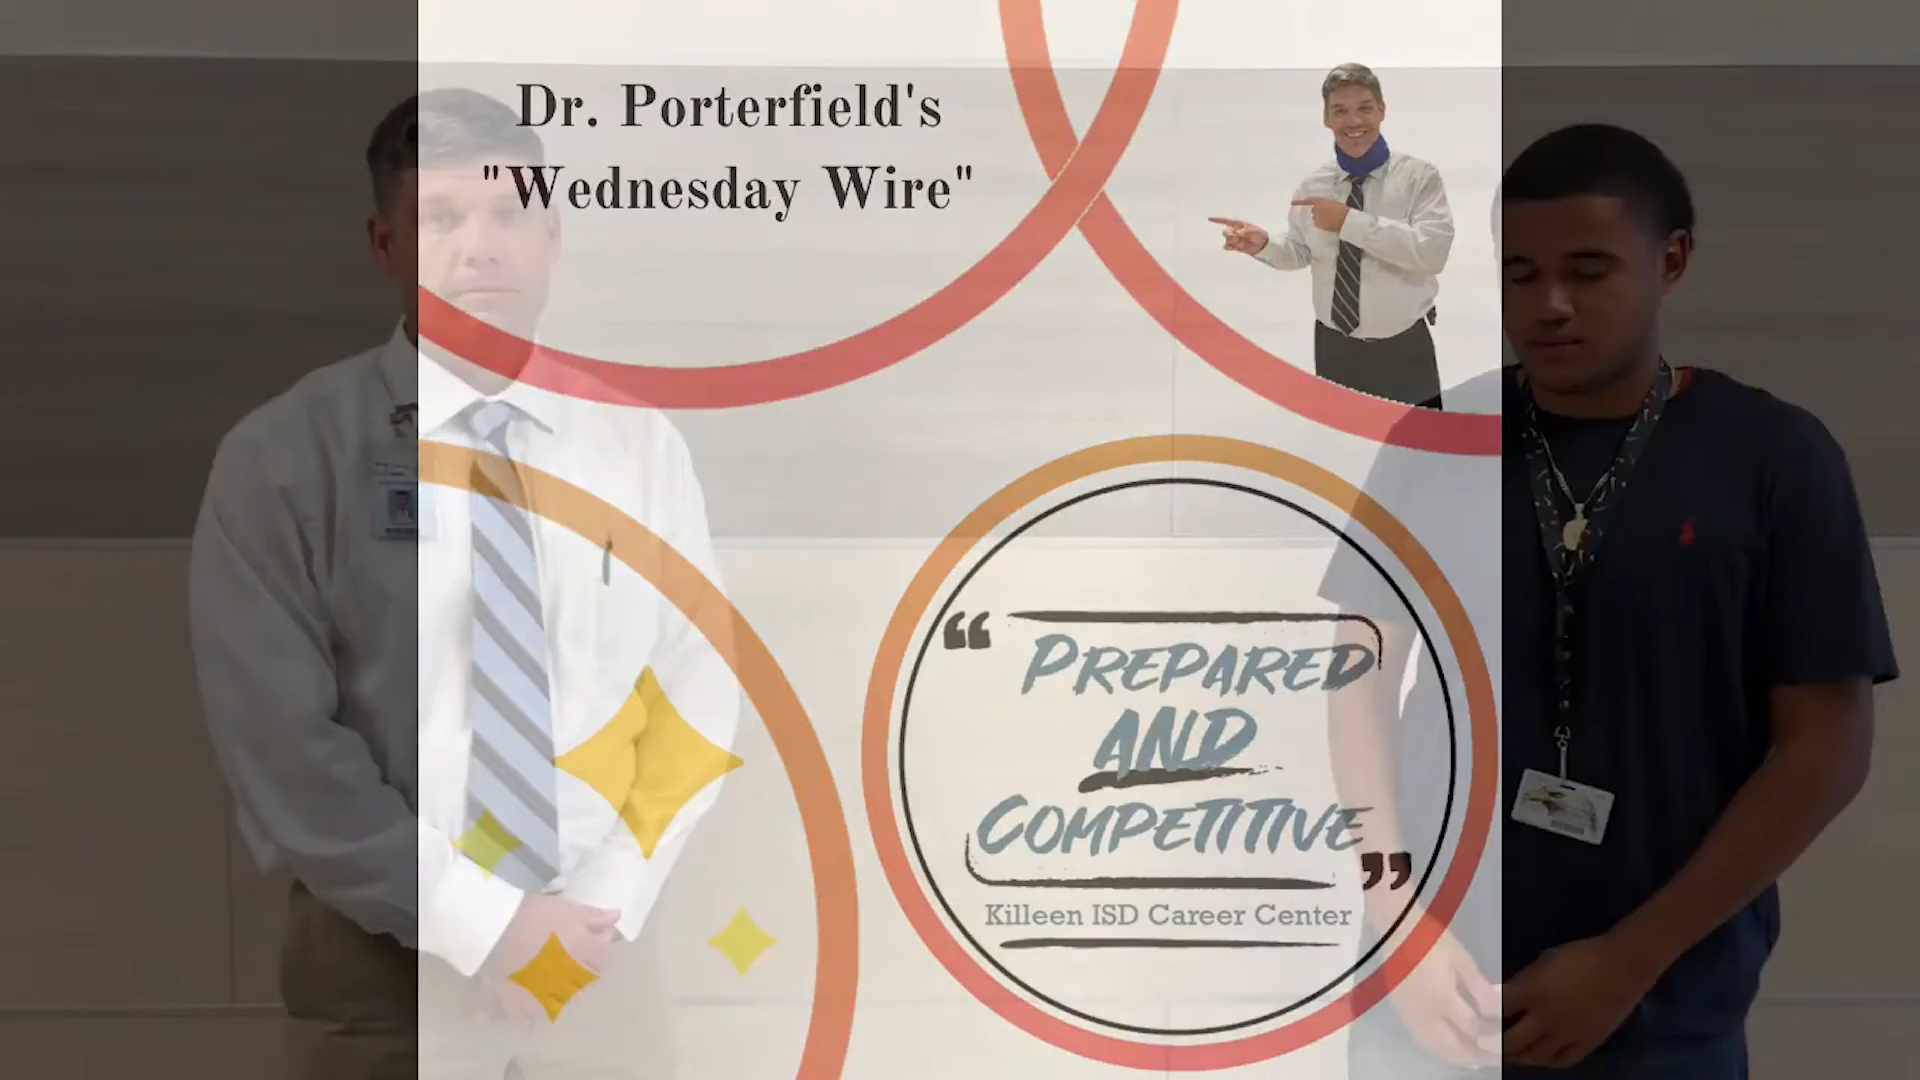 Dr. Porterfield's
"Wednesday Wire"
“ PREPARED
AND
COMPETITIVE ”
Killeen ISD Career Center